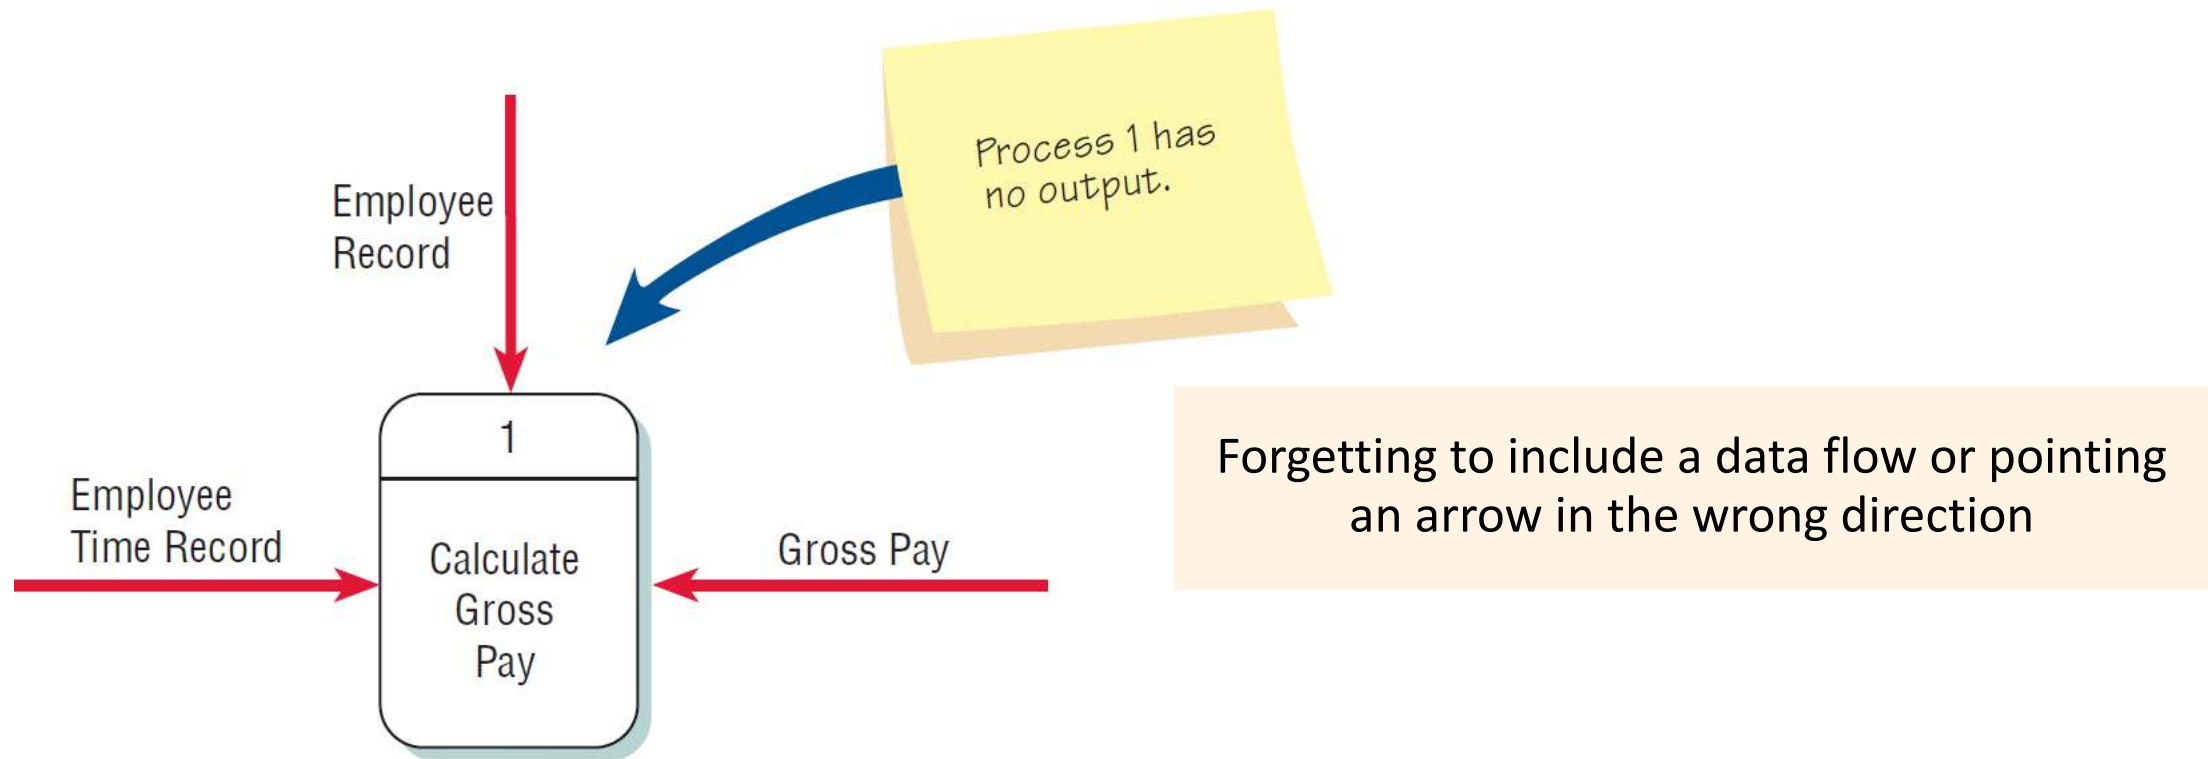 Process 1 has
no output.
Employee
Record
1
Employee
Time Record
Calculate
Gross
Pay
Gross Pay
Forgetting to include a data flow or pointing
an arrow in the wrong direction